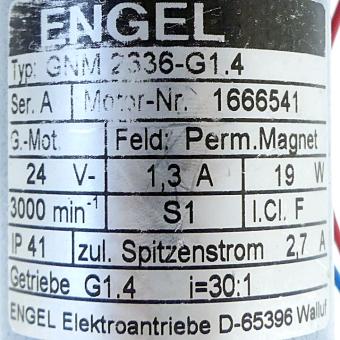 ENGEL
Typ: GNM 2636-G1.4
Ser. A Motor-Nr. 1666541
G.-Mot. Feld: Perm.Magnet
24 V- 1,3 A 19 W
3000 min-1 S1 I.Cl. F
IP 41 zul. Spitzenstrom 2,7 A
Getriebe G1.4 i=30:1
ENGEL Elektroantriebe D-65396 Walluf